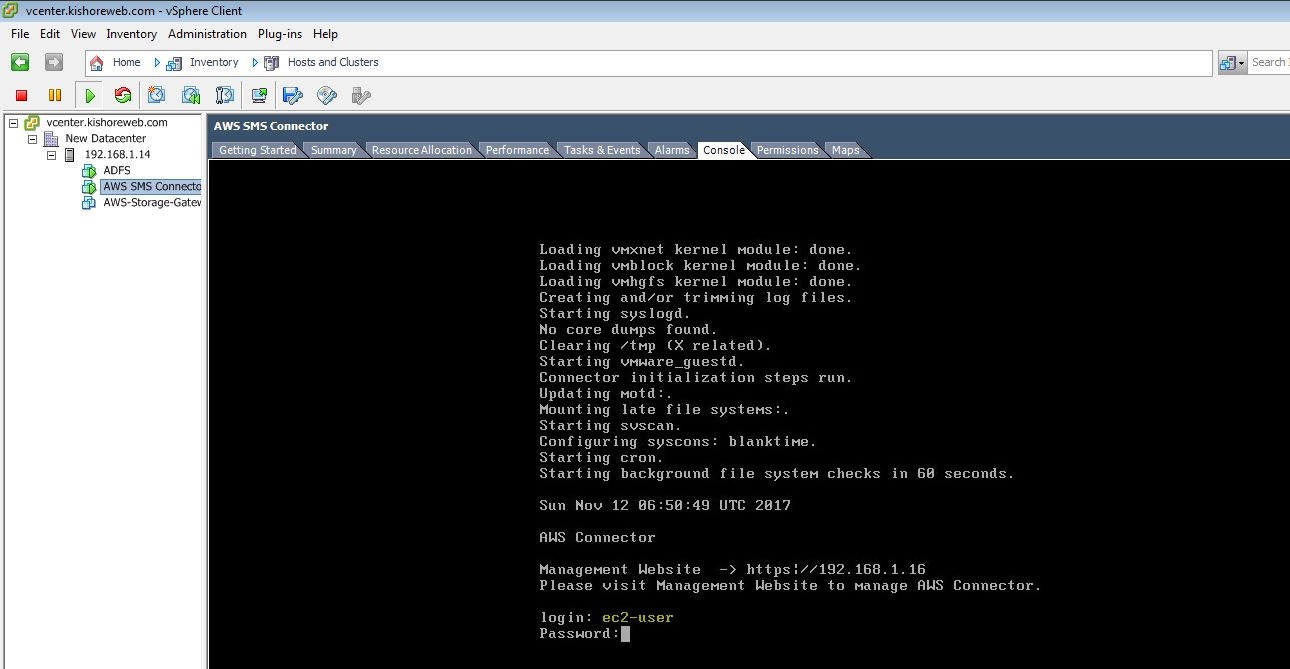 vcenter.kishoreweb.com - vSphere Client
File Edit View Inventory Administration Plug-ins Help
Home Inventory Hosts and Clusters Search
vcenter.kishoreweb.com
New Datacenter
192.168.1.14
ADFS
AWS SMS Connecto
AWS-Storage-Gatew
AWS SMS Connector
Getting Started Summary Resource Allocation Performance Tasks & Events Alarms Console Permissions Maps
Loading vmxnet kernel module: done.
Loading vmblock kernel module: done.
Loading vmhgfs kernel module: done.
Creating and/or trimming log files.
Starting syslogd.
No core dumps found.
Clearing /tmp (X related).
Starting vmware_guestd.
Connector initialization steps run.
Updating motd:.
Mounting late file systems:.
Starting svscan.
Configuring syscons: blanktime.
Starting cron.
Starting background file system checks in 60 seconds.
Sun Nov 12 06:50:49 UTC 2017
AWS Connector
Management Website -> https://192.168.1.16
Please visit Management Website to manage AWS Connector.
login: ec2-user
Password: